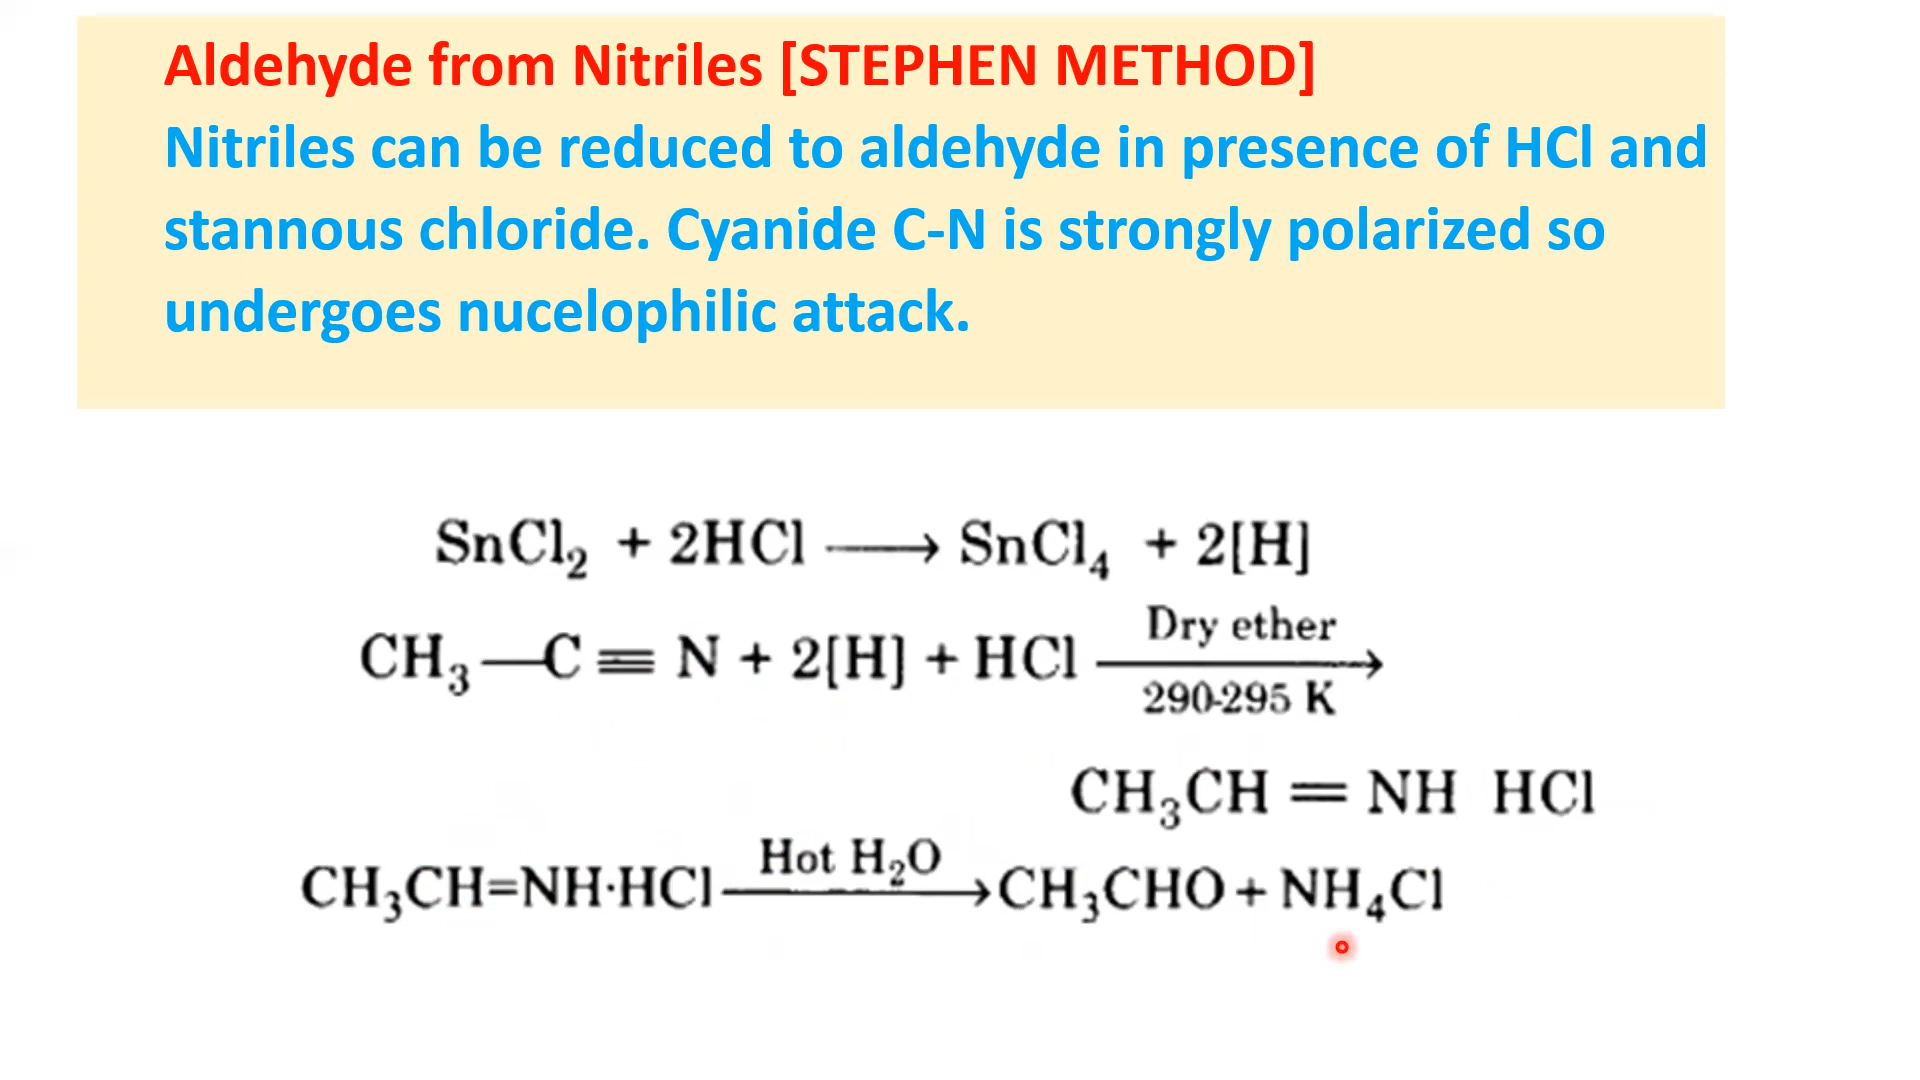 Aldehyde from Nitriles [STEPHEN METHOD]
Nitriles can be reduced to aldehyde in presence of HCl and
stannous chloride. Cyanide C-N is strongly polarized so
undergoes nucelophilic attack.
SnCl₂ + 2HCl ⟶ SnCl₄ + 2[H]
CH₃—C≡N + 2[H] + HCl ⟶
Dry ether
290-295 K
CH₃CH=NH HCl
Hot H₂O
CH₃CH=NH·HCl ⟶ CH₃CHO + NH₄Cl